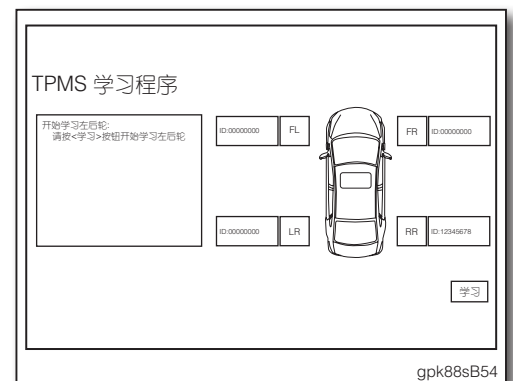 TPMS 学习程序
开始学习左后轮:
请按<学习>按钮开始学习左后轮
ID:00000000 FL
FR ID:00000000
ID:00000000 LR
RR ID:12345678
学习
gpk88sB54